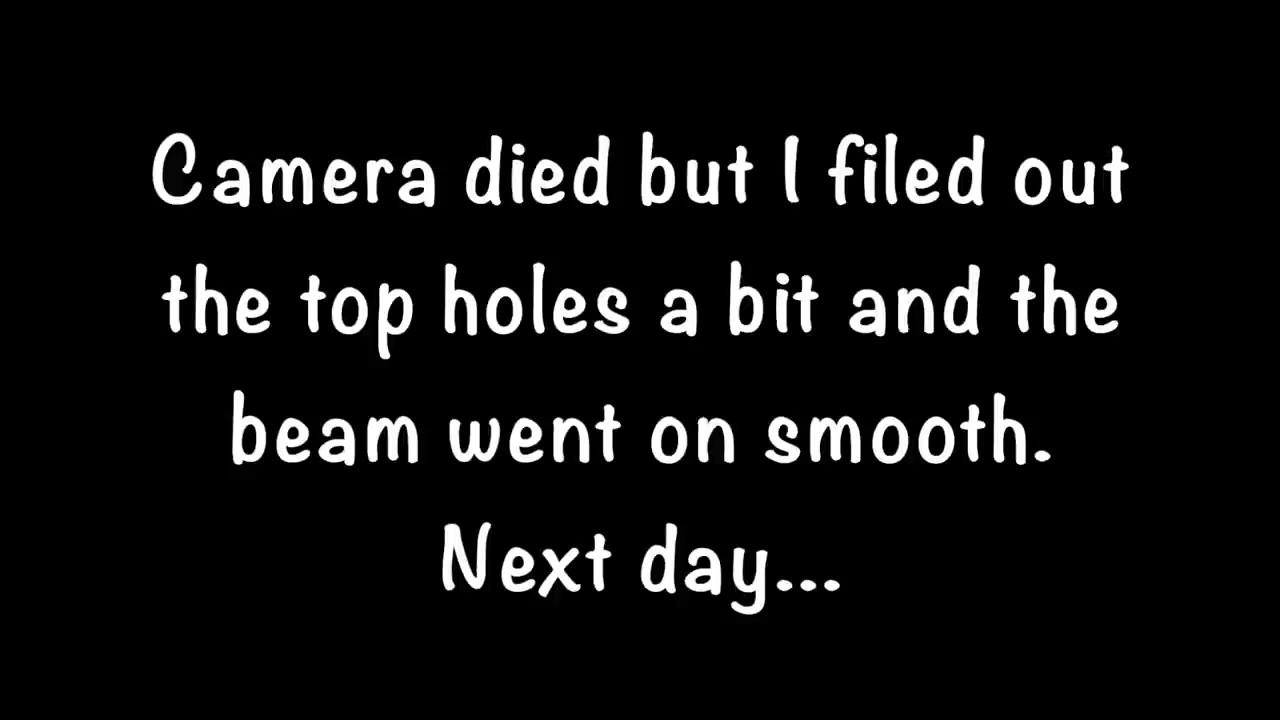 Camera died but I filed out
the top holes a bit and the
beam went on smooth.
Next day...